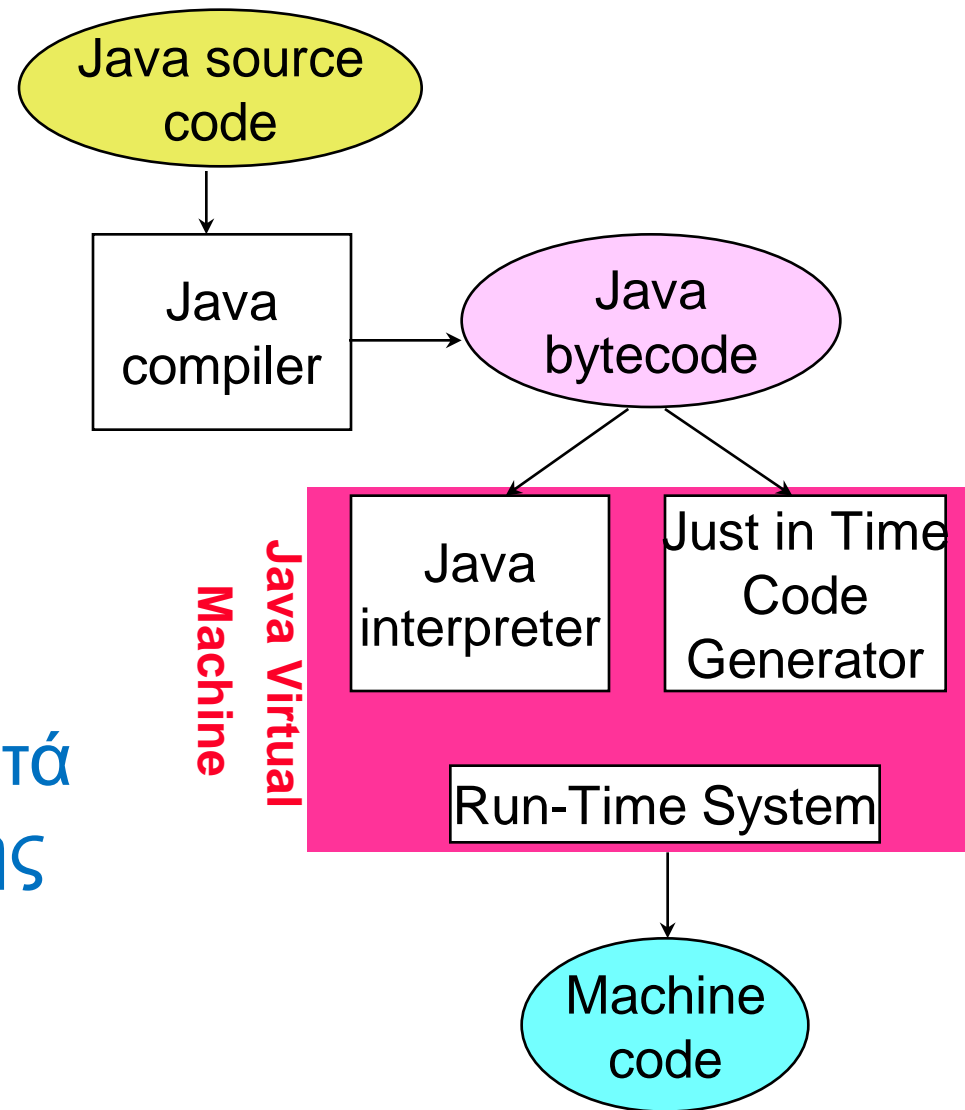 Java source
code
Java
compiler
Java
bytecode
Java Virtual
Machine
Java
interpreter
Just in Time
Code
Generator
Run-Time System
Machine
code